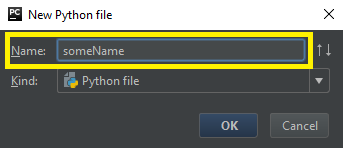 PC New Python file
Name: someName
Kind: Python file
OK Cancel